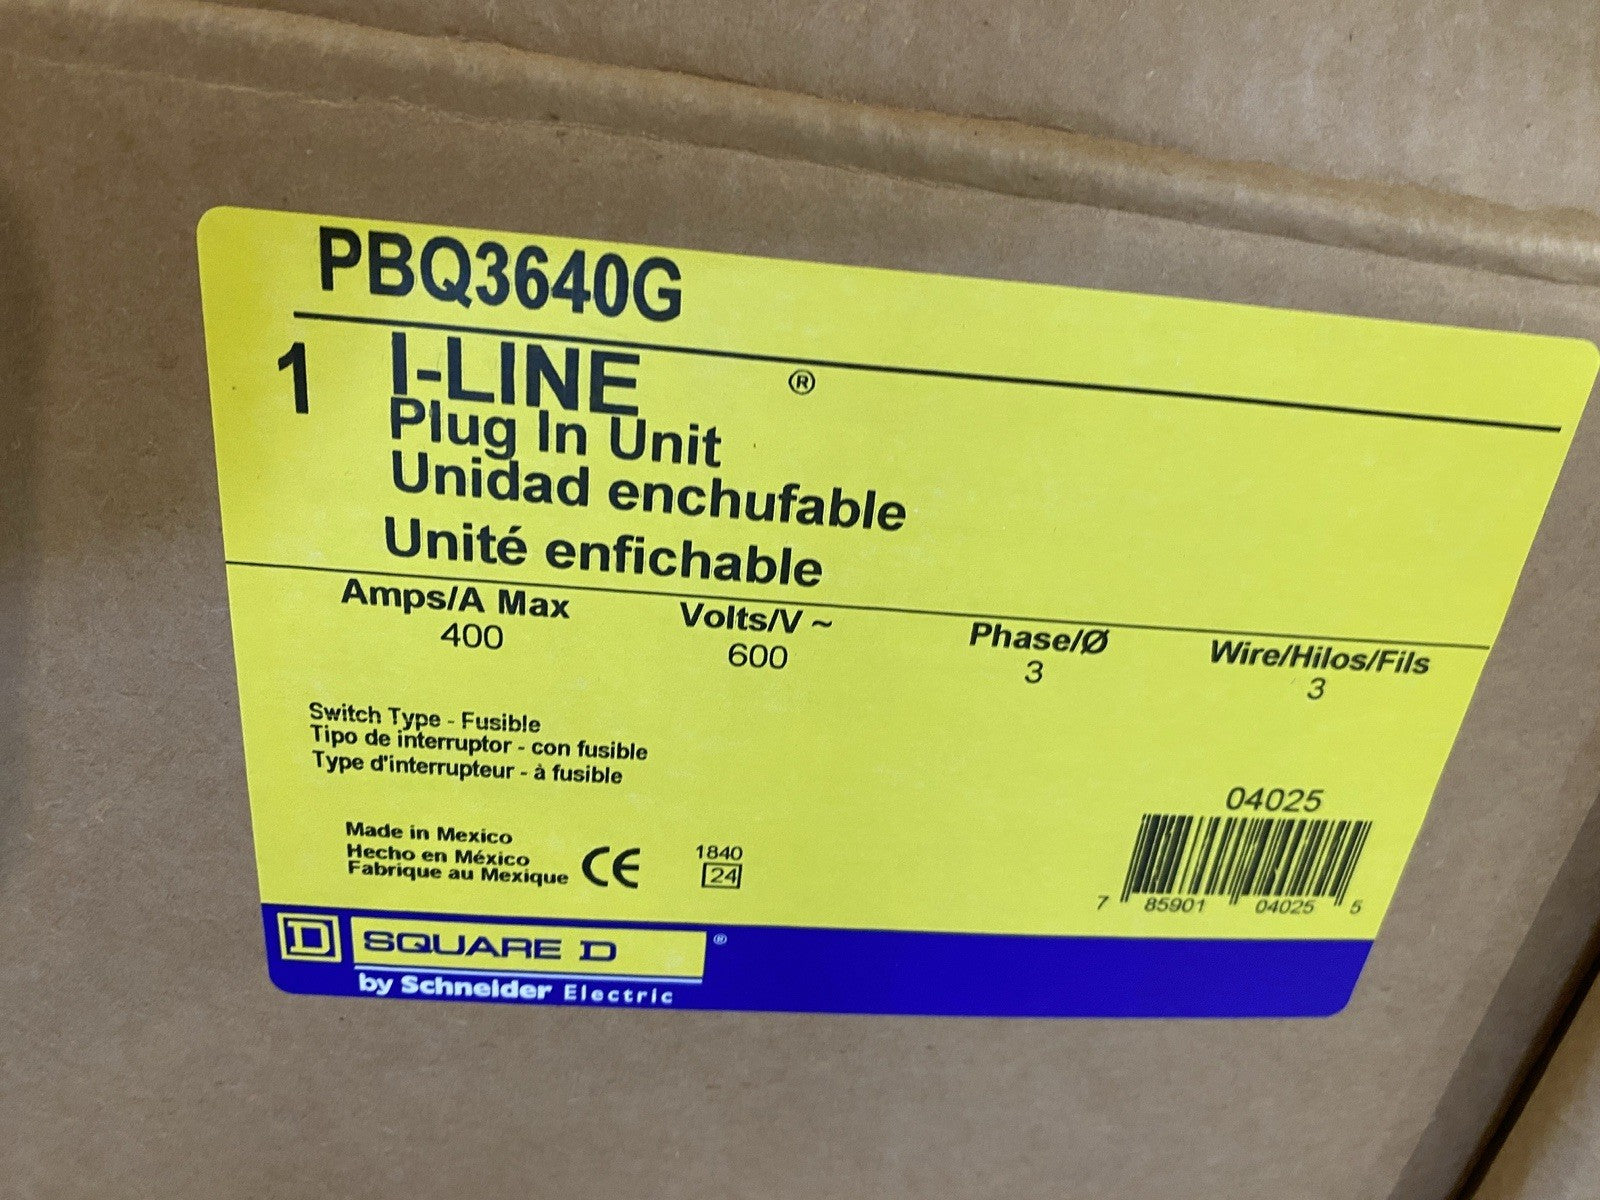 PBQ3640G
1 I-LINE ®
Plug In Unit
Unidad enchufable
Unité enfichable
Amps/A Max Volts/V ~ Phase/Ø Wire/Hilos/Fils
400 600 3 3
Switch Type - Fusible
Tipo de interruptor - con fusible
Type d'interrupteur - à fusible
Made in Mexico
Hecho en México
Fabrique au Mexique
CE
1840
24
04025
7 85901 04025 5
D SQUARE D ®
by Schneider Electric